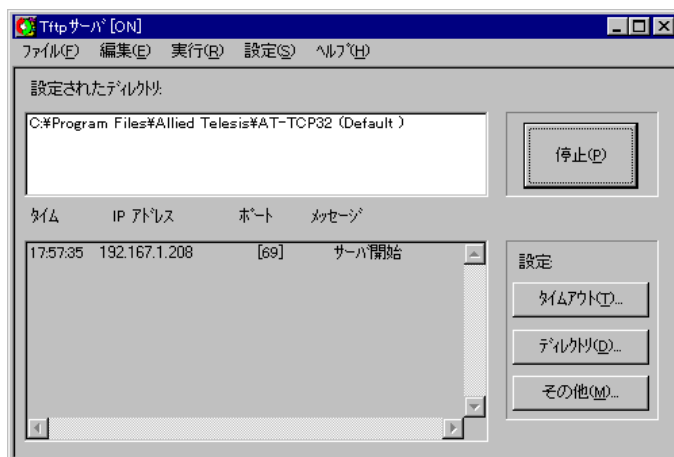 Tftpサーバ [ON]
ファイル(F) 編集(E) 実行(R) 設定(S) ヘルプ(H)
設定されたディレクトリ:
C:¥Program Files¥Allied Telesis¥AT-TCP32 (Default )
停止(P)
タイム IP アドレス ポート メッセージ
17:57:35 192.167.1.208 [69] サーバ開始
設定
タイムアウト(T)...
ディレクトリ(D)...
その他(M)...